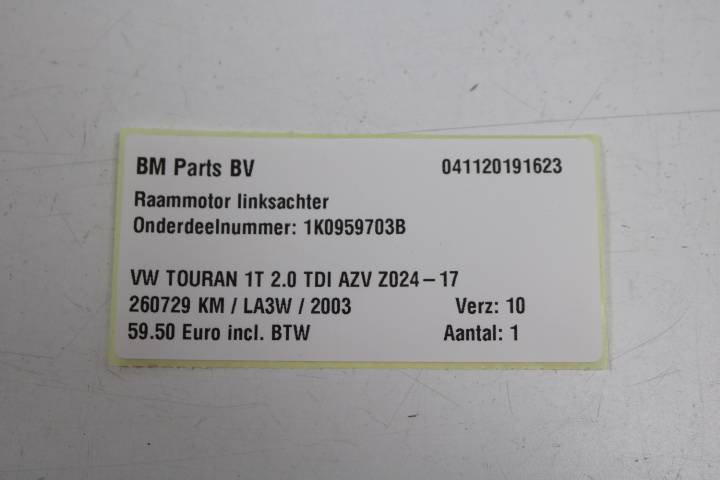 BM Parts BV 041120191623
Raammotor linksachter
Onderdeelnummer: 1K0959703B
VW TOURAN 1T 2.0 TDI AZV Z024-17
260729 KM / LA3W / 2003 Verz: 10
59.50 Euro incl. BTW Aantal: 1